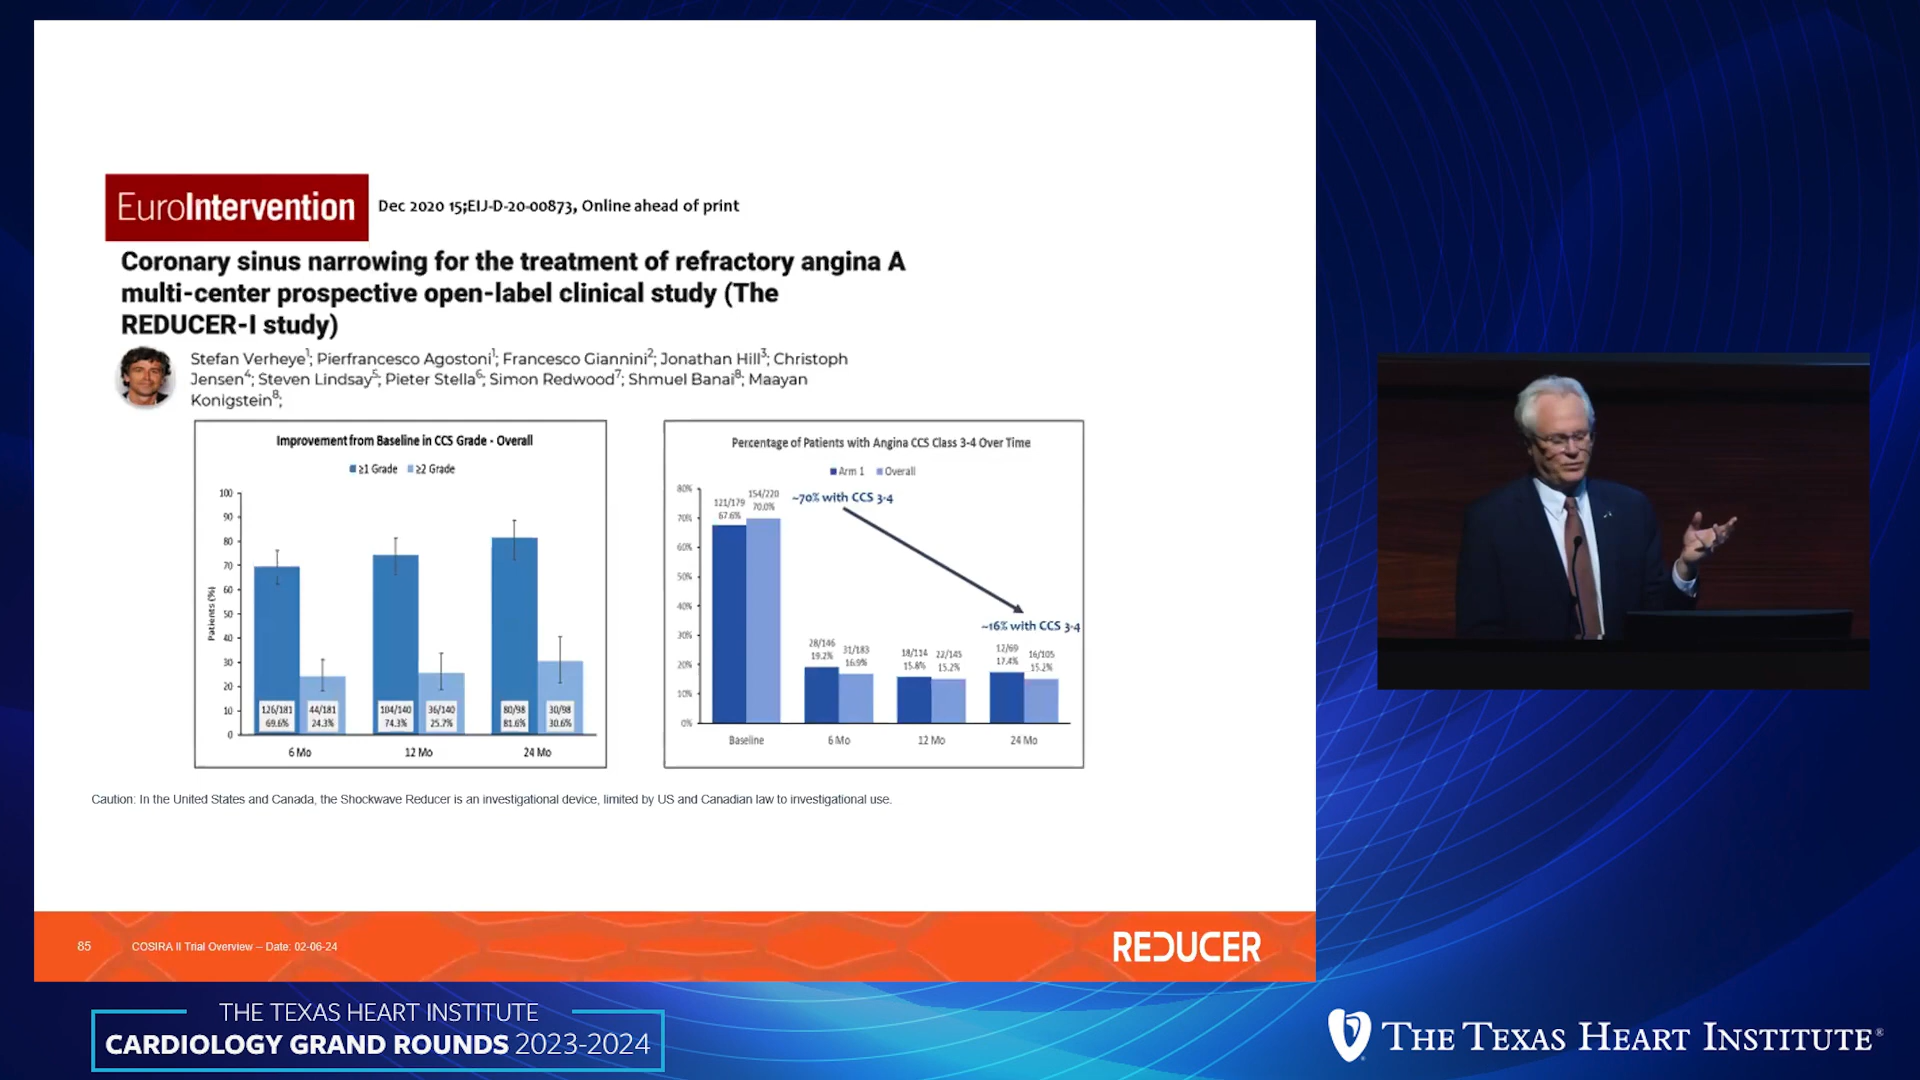 EuroIntervention
Dec 2020 15;EIJ-D-20-00873, Online ahead of print
Coronary sinus narrowing for the treatment of refractory angina A
multi-center prospective open-label clinical study (The
REDUCER-I study)
Stefan Verheye1; Pierfrancesco Agostoni1; Francesco Giannini2; Jonathan Hill3; Christoph
Jensen4; Steven Lindsay5; Pieter Stella6; Simon Redwood7; Shmuel Banai8; Maayan
Konigstein8;
Improvement from Baseline in CCS Grade - Overall
≥1 Grade ≥2 Grade
Patients (%)
100
90
80
70
60
50
40
30
20
10
0
126/181 44/181 104/140 36/140 80/98 30/98
69.6% 24.3% 74.3% 25.7% 81.6% 30.6%
6 Mo 12 Mo 24 Mo
Percentage of Patients with Angina CCS Class 3-4 Over Time
Arm 1 Overall
80%
70%
60%
50%
40%
30%
20%
10%
0%
121/179 154/220
67.6% 70.0%
~70% with CCS 3-4
~16% with CCS 3-4
28/146 31/183 18/114 22/145 12/69 16/105
19.2% 16.9% 15.8% 15.2% 17.4% 15.2%
Baseline 6 Mo 12 Mo 24 Mo
Caution: In the United States and Canada, the Shockwave Reducer is an investigational device, limited by US and Canadian law to investigational use.
85 COSIRA II Trial Overview – Date: 02-06-24
REDUCER
THE TEXAS HEART INSTITUTE
CARDIOLOGY GRAND ROUNDS 2023-2024
THE TEXAS HEART INSTITUTE®